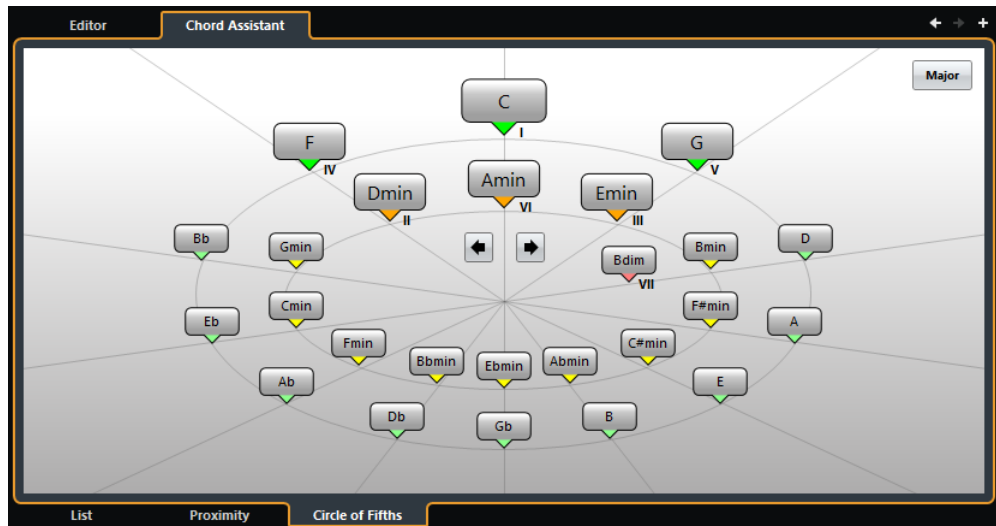 Editor Chord Assistant
Major
C
I
F G
IV V
Amin
Dmin Emin
VI
II III
Bb Gmin Bmin D
Bdim
VII
Cmin F#min
Eb A
Fmin C#min
Bbmin Ebmin Abmin
Ab E
Db B
Gb
List Proximity Circle of Fifths